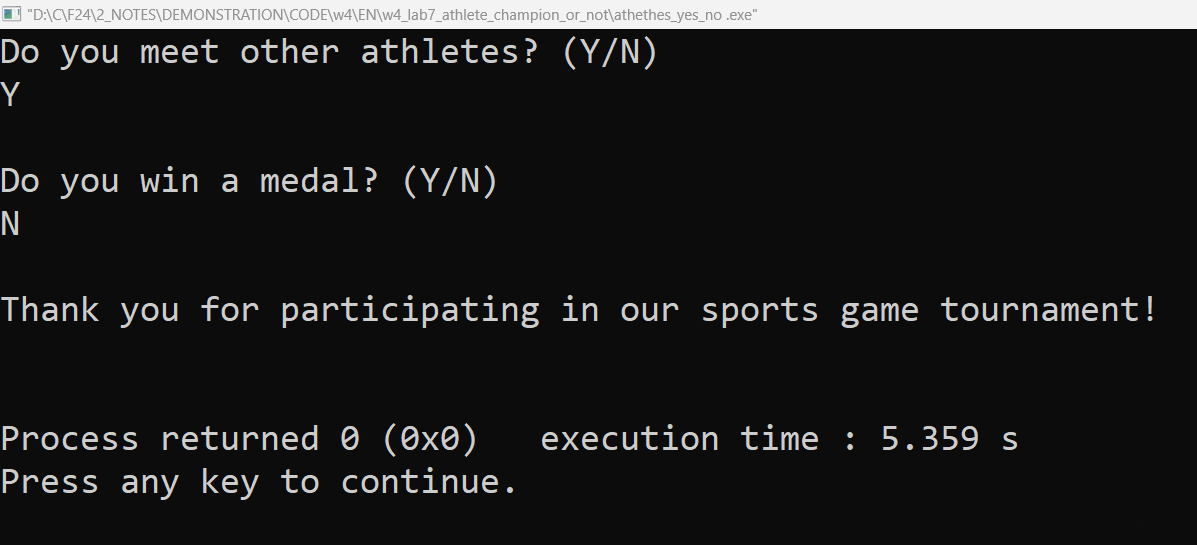 "D:\C\F24\2_NOTES\DEMONSTRATION\CODE\w4\EN\w4_lab7_athlete_champion_or_not\athethes_yes_no .exe"
Do you meet other athletes? (Y/N)
Y
Do you win a medal? (Y/N)
N
Thank you for participating in our sports game tournament!
Process returned 0 (0x0)   execution time : 5.359 s
Press any key to continue.